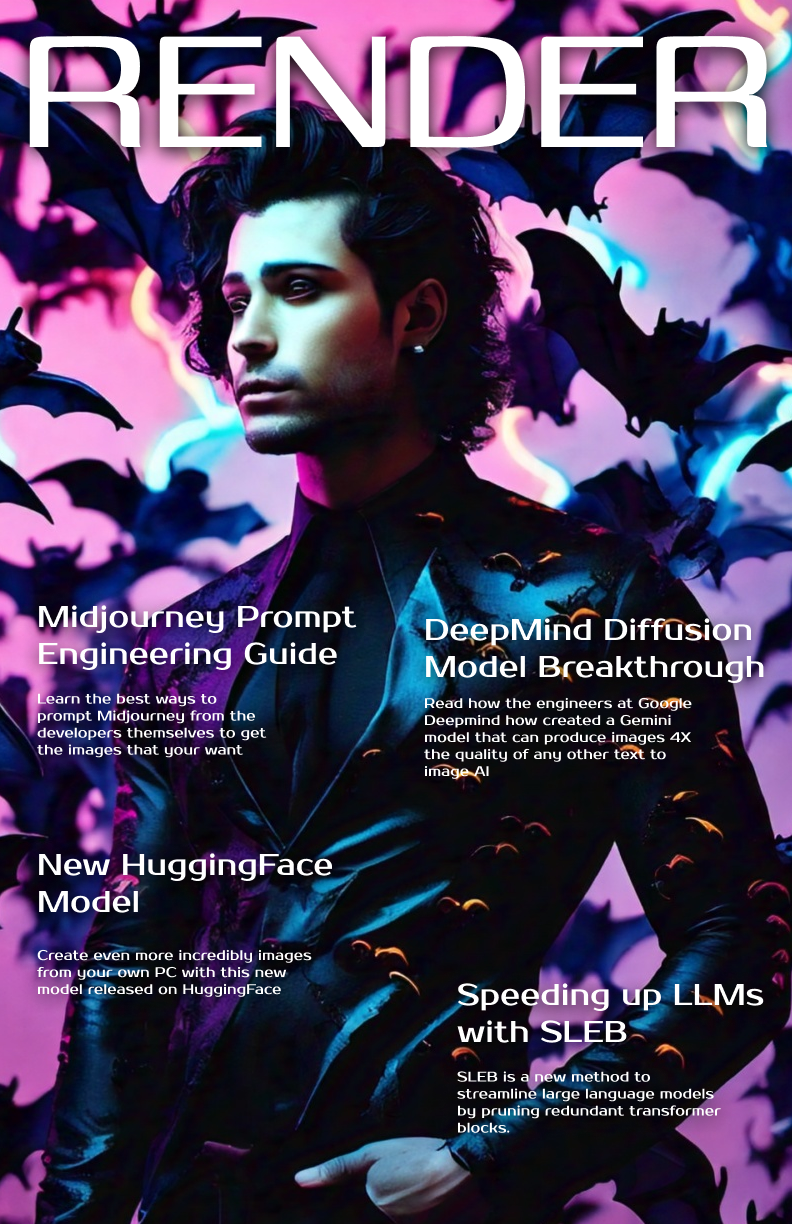 RENDER
Midjourney Prompt
Engineering Guide
Learn the best ways to
prompt Midjourney from the
developers themselves to get
the images that your want
DeepMind Diffusion
Model Breakthrough
Read how the engineers at Google
Deepmind how created a Gemini
model that can produce images 4X
the quality of any other text to
image AI
New HuggingFace
Model
Create even more incredibly images
from your own PC with this new
model released on HuggingFace
Speeding up LLMs
with SLEB
SLEB is a new method to
streamline large language models
by pruning redundant transformer
blocks.